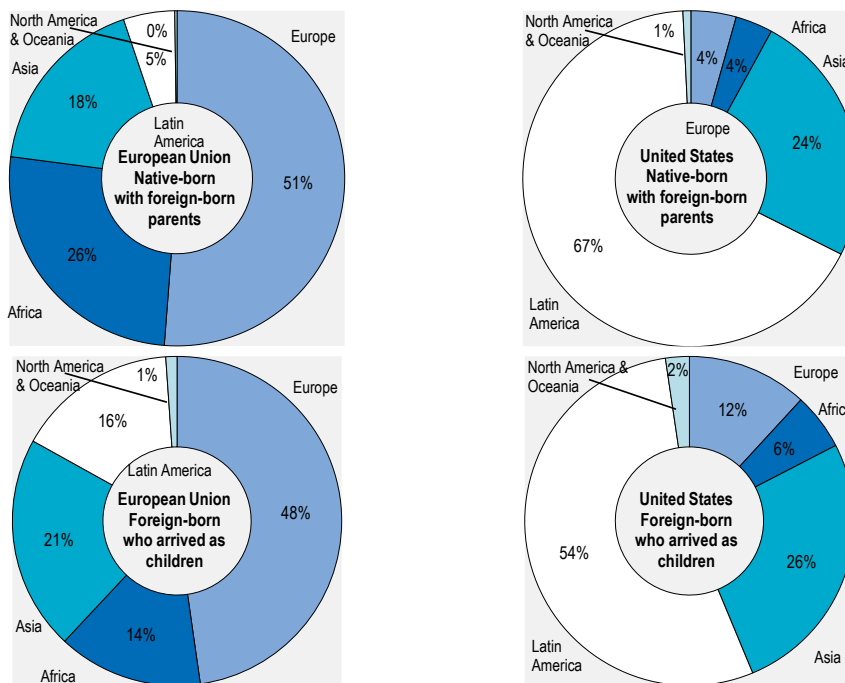 North America
& Oceania
0%
5%
Europe
Asia
18%
Latin
America
European Union
Native-born
with foreign-born
parents
51%
26%
Africa
North America
& Oceania
1%
4%
4%
Africa
Asia
Europe
24%
United States
Native-born
with foreign-born
parents
67%
Latin
America
North America
& Oceania
1%
Europe
16%
Latin America
European Union
Foreign-born
who arrived as
children
48%
21%
14%
Asia
Africa
North America &
Oceania
2%
Europe
12%
Afric
6%
United States
Foreign-born
who arrived as
children
54%
26%
Latin
America
Asia